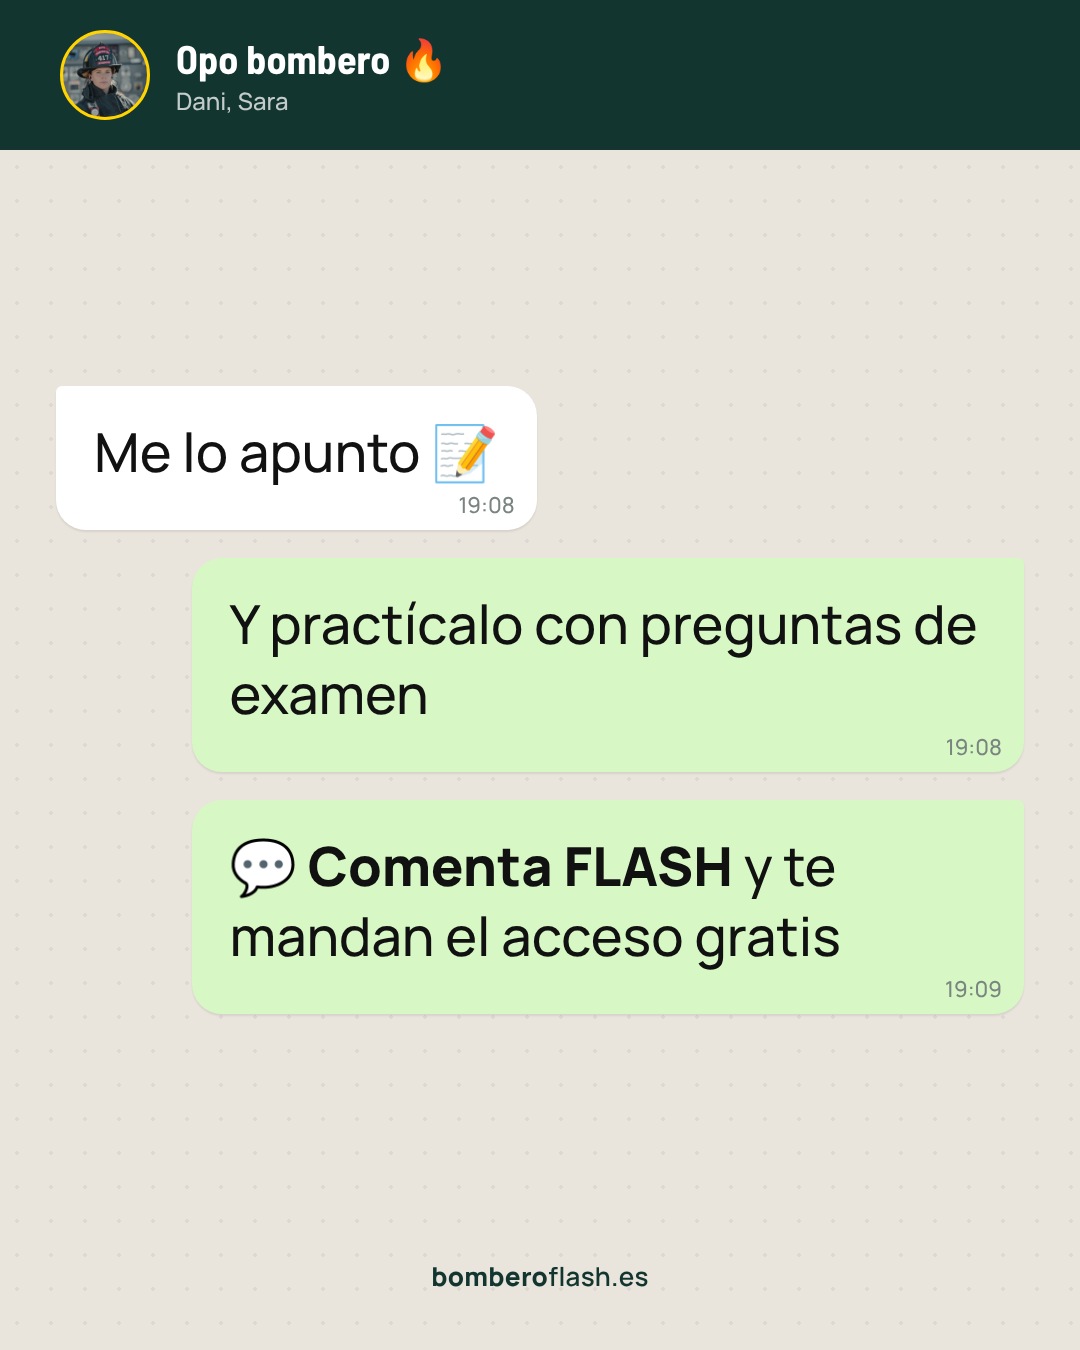 Opo bombero 🔥
Dani, Sara
Me lo apunto 📝
19:08
Y practícalo con preguntas de
examen
19:08
💬 Comenta FLASH y te
mandan el acceso gratis
19:09
bomberoflash.es